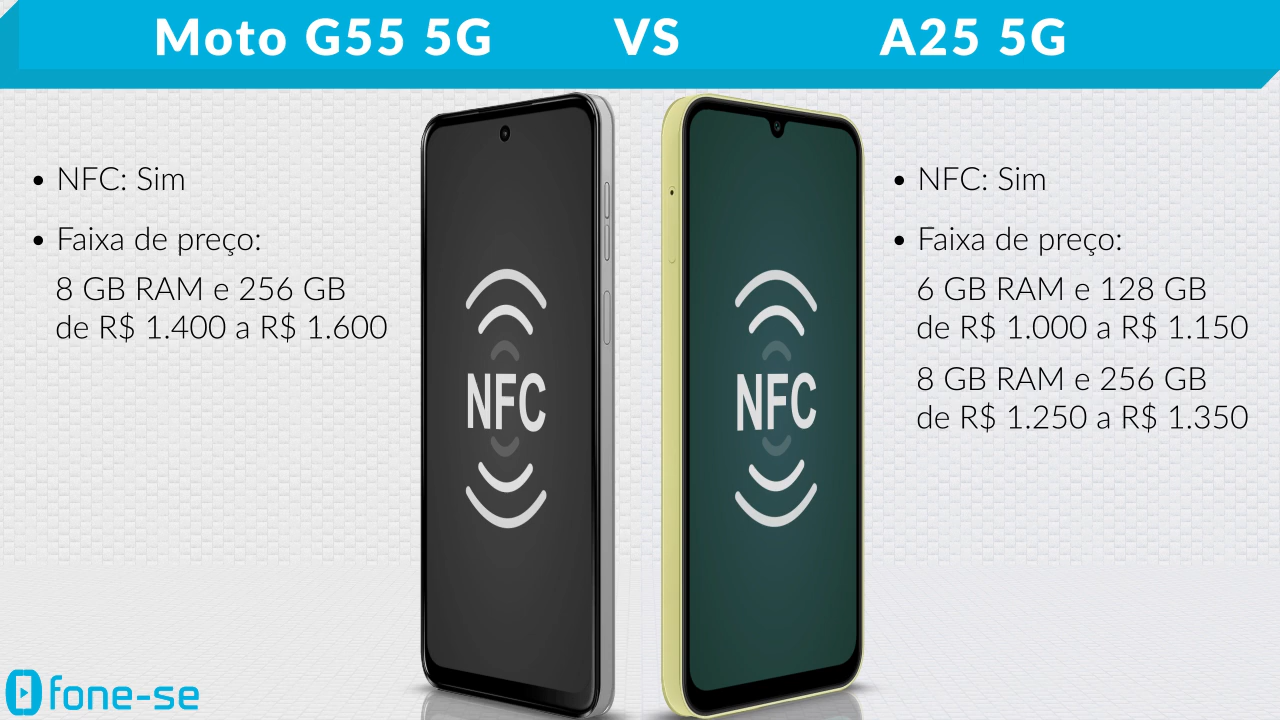 Moto G55 5G VS A25 5G
• NFC: Sim
• Faixa de preço:
8 GB RAM e 256 GB
de R$ 1.400 a R$ 1.600
NFC
NFC
• NFC: Sim
• Faixa de preço:
6 GB RAM e 128 GB
de R$ 1.000 a R$ 1.150
8 GB RAM e 256 GB
de R$ 1.250 a R$ 1.350
fone-se